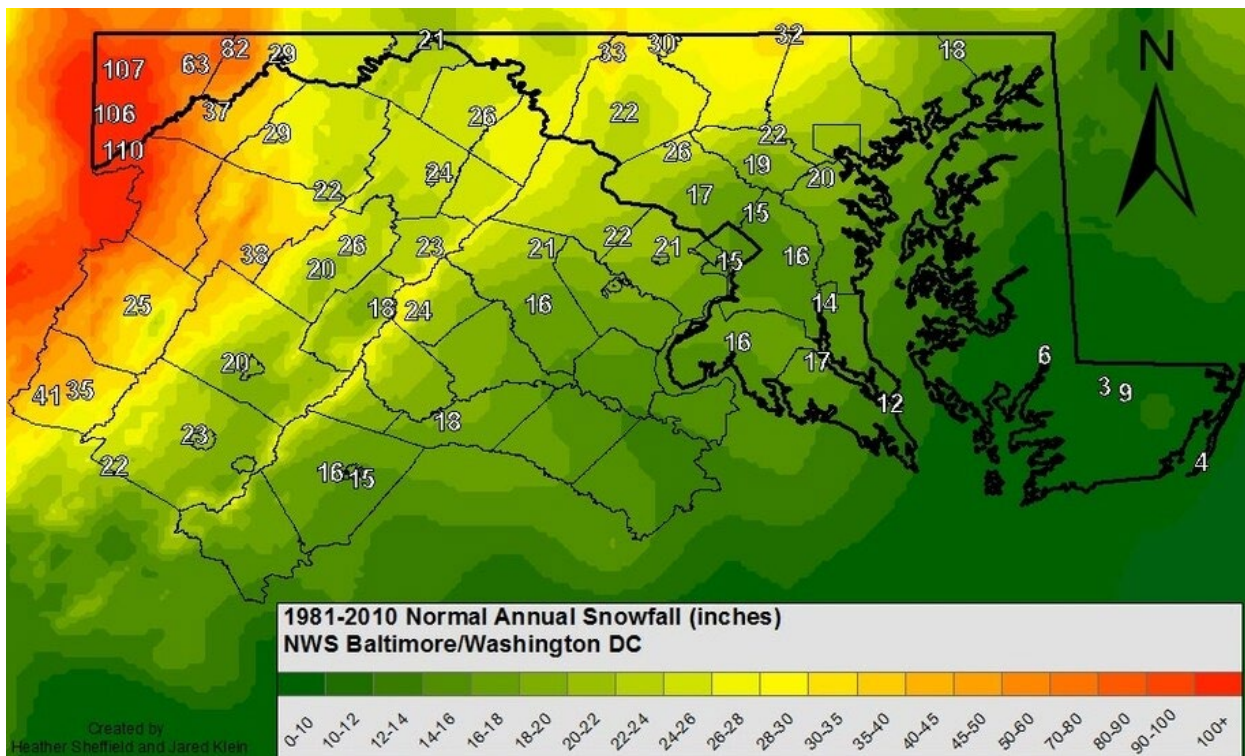 107 63 82 29 21 33 30 32 18
106 37 29 26 22 22
110 24 26 19 20
22 17
38 26 20 23 21 22 21 15 16 15
25 18 24 16 14
20 16 17 6
41 35 3 9 12
23 18
22 16 15 4
N
1981-2010 Normal Annual Snowfall (inches)
NWS Baltimore/Washington DC
0-10 10-12 12-14 14-16 16-18 18-20 20-22 22-24 24-26 26-28 28-30 30-35 35-40 40-45 45-50 50-60 70-80 80-90 90-100 100+
Created by
Heather Sheffield and Jared Klein